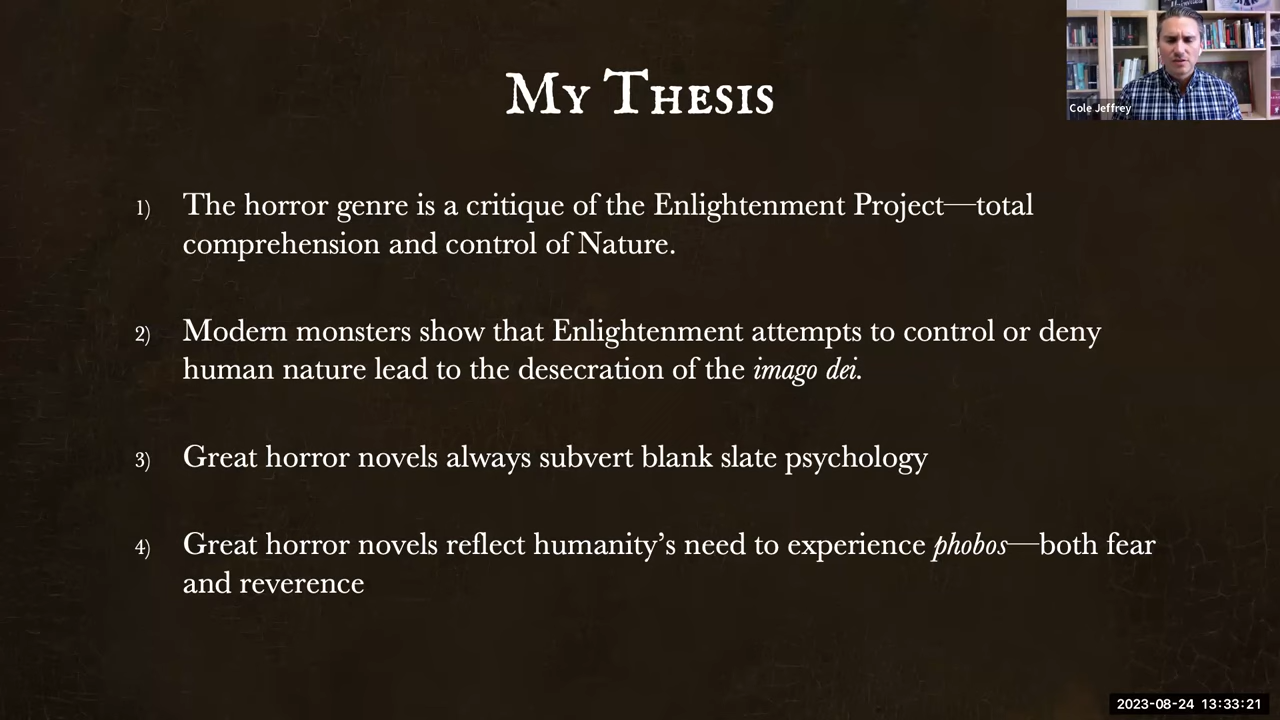 My Thesis
Cole Jeffrey
1) The horror genre is a critique of the Enlightenment Project—total
comprehension and control of Nature.
2) Modern monsters show that Enlightenment attempts to control or deny
human nature lead to the desecration of the imago dei.
3) Great horror novels always subvert blank slate psychology
4) Great horror novels reflect humanity’s need to experience phobos—both fear
and reverence
2023-08-24 13:33:21